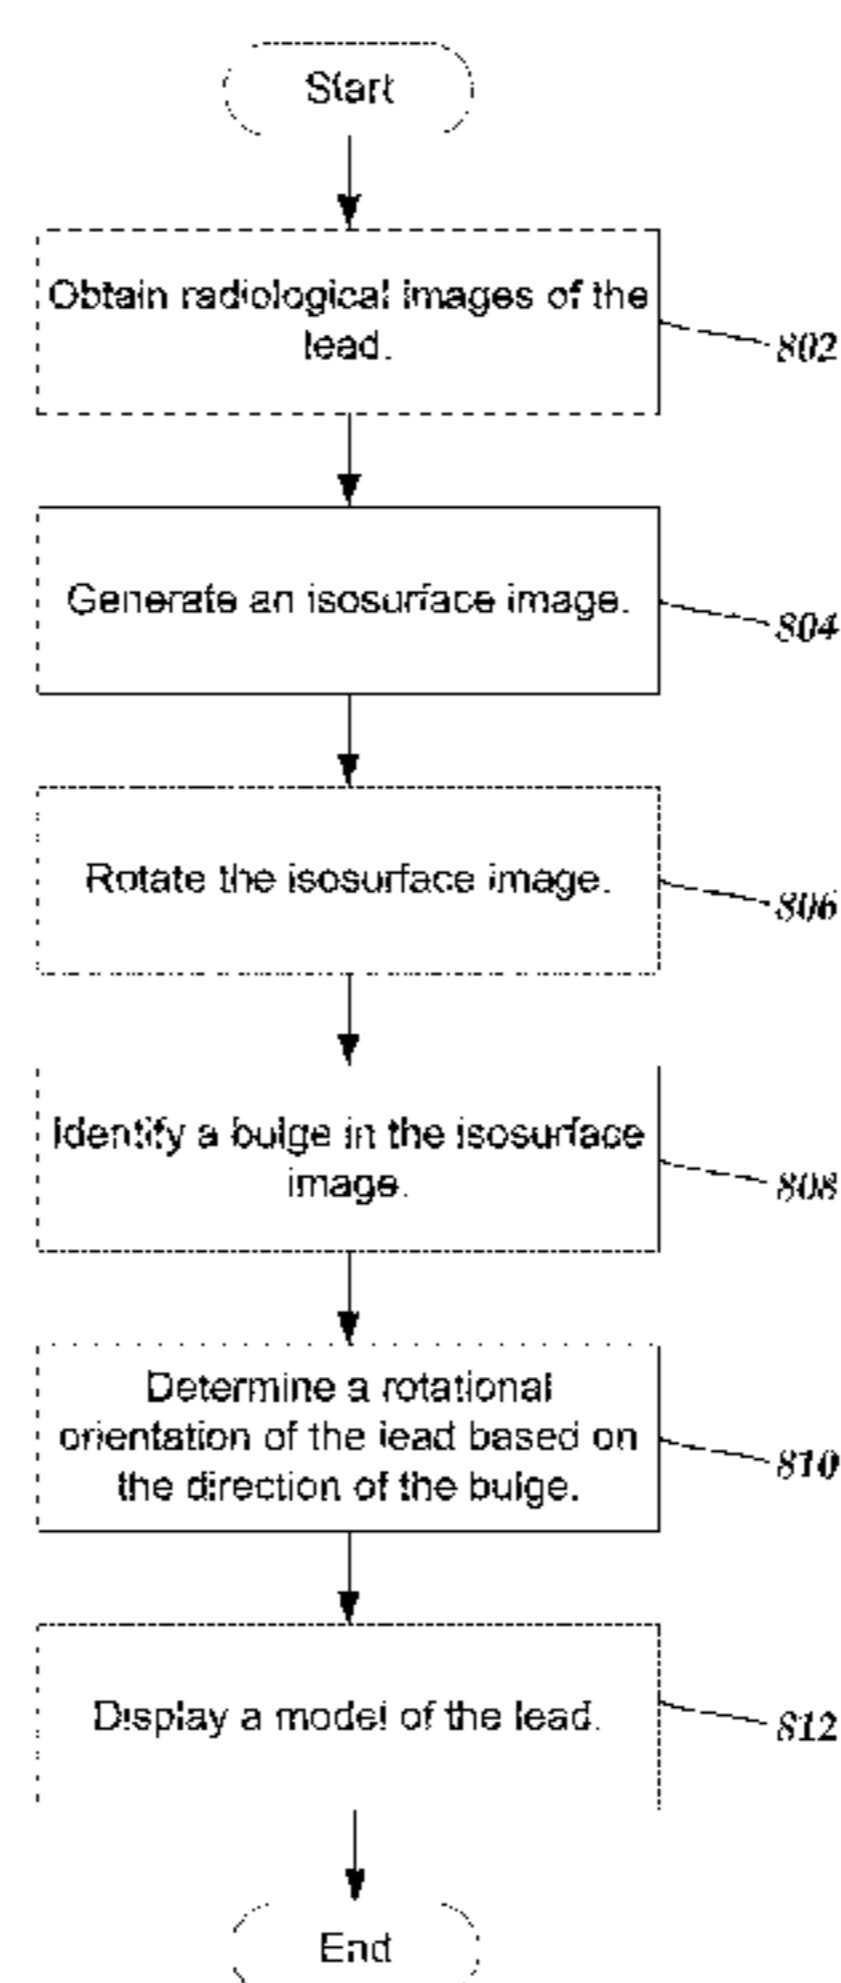 Start
Obtain radiological images of the
lead.
802
Generate an isosurface image.
804
Rotate the isosurface image.
806
Identify a bulge in the isosurface
image.
808
Determine a rotational
orientation of the lead based on
the direction of the bulge.
810
Display a model of the lead.
812
End